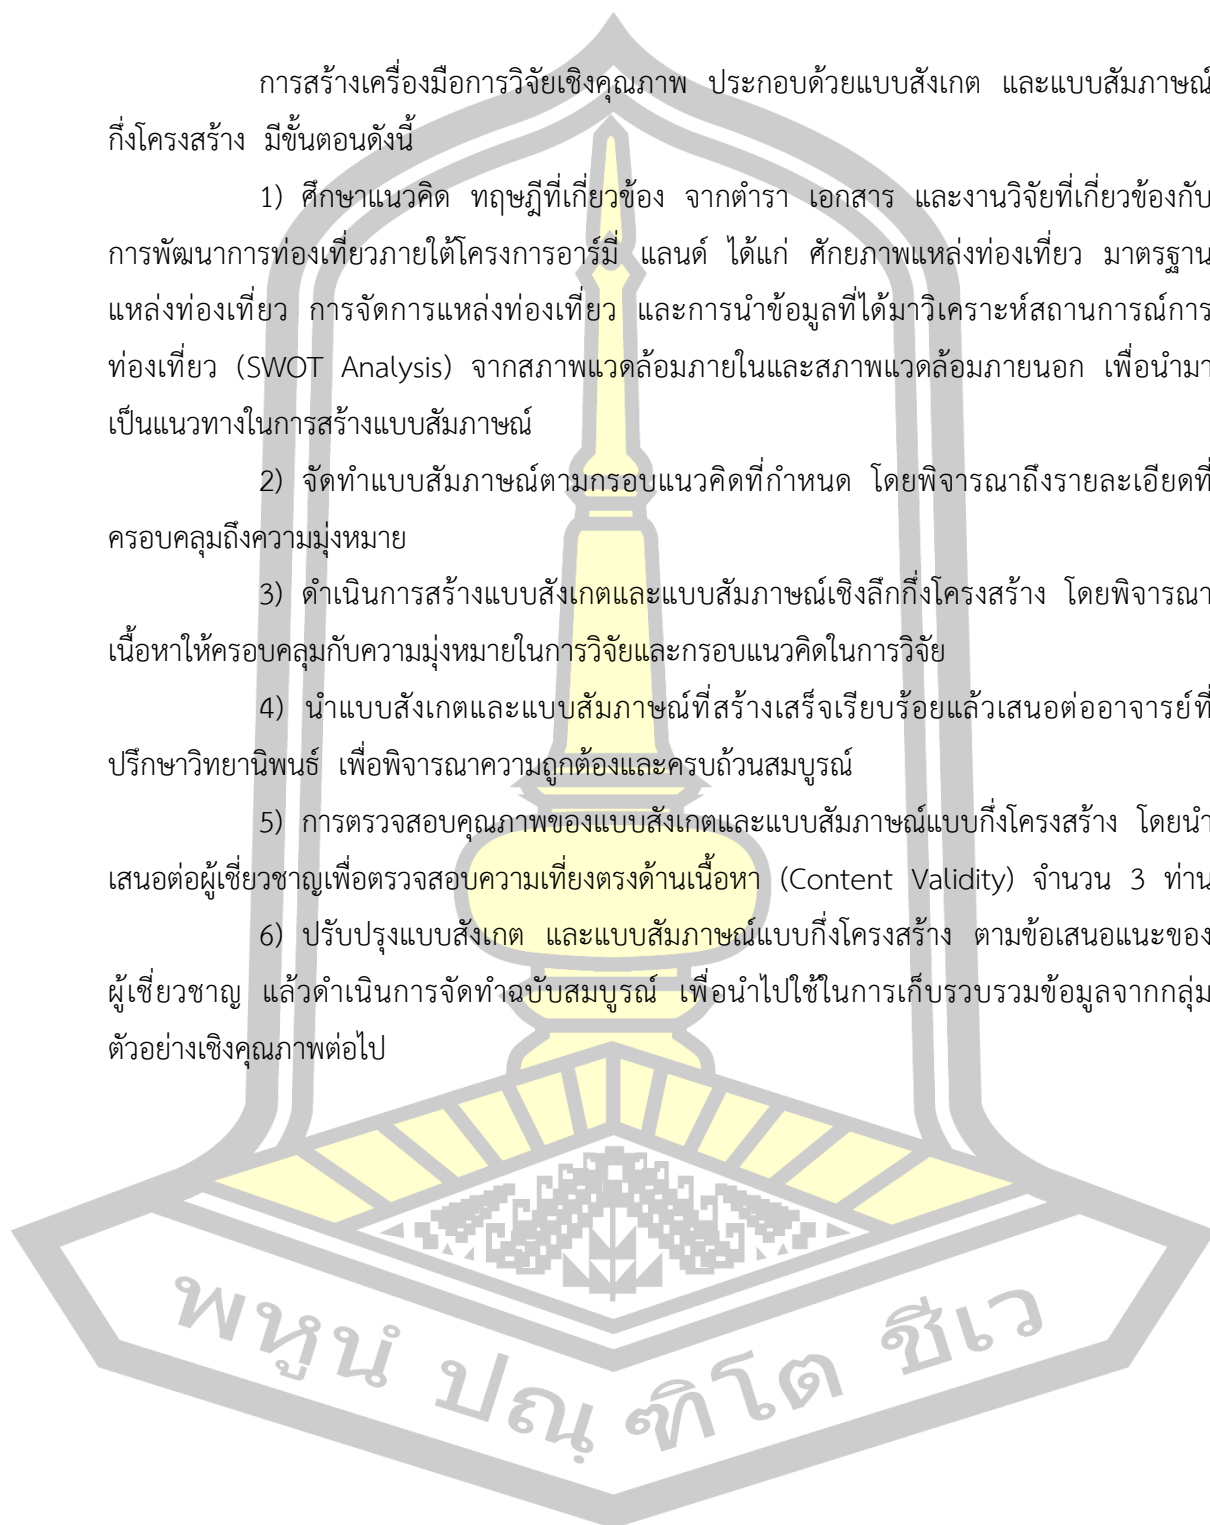 การสร้างเครื่องมือการวิจัยเชิงคุณภาพ ประกอบด้วยแบบสังเกต และแบบสัมภาษณ์
กึ่งโครงสร้าง มีขั้นตอนดังนี้
1) ศึกษาแนวคิด ทฤษฎีที่เกี่ยวข้อง จากตำรา เอกสาร และงานวิจัยที่เกี่ยวข้องกับ
การพัฒนาการท่องเที่ยวภายใต้โครงการอาร์มี่ แลนด์ ได้แก่ ศักยภาพแหล่งท่องเที่ยว มาตรฐาน
แหล่งท่องเที่ยว การจัดการแหล่งท่องเที่ยว และการนำข้อมูลที่ได้มาวิเคราะห์สถานการณ์การ
ท่องเที่ยว (SWOT Analysis) จากสภาพแวดล้อมภายในและสภาพแวดล้อมภายนอก เพื่อนำมา
เป็นแนวทางในการสร้างแบบสัมภาษณ์
2) จัดทำแบบสัมภาษณ์ตามกรอบแนวคิดที่กำหนด โดยพิจารณาถึงรายละเอียดที่
ครอบคลุมถึงความมุ่งหมาย
3) ดำเนินการสร้างแบบสังเกตและแบบสัมภาษณ์เชิงลึกกึ่งโครงสร้าง โดยพิจารณา
เนื้อหาให้ครอบคลุมกับความมุ่งหมายในการวิจัยและกรอบแนวคิดในการวิจัย
4) นำแบบสังเกตและแบบสัมภาษณ์ที่สร้างเสร็จเรียบร้อยแล้วเสนอต่ออาจารย์ที่
ปรึกษาวิทยานิพนธ์ เพื่อพิจารณาความถูกต้องและครบถ้วนสมบูรณ์
5) การตรวจสอบคุณภาพของแบบสังเกตและแบบสัมภาษณ์แบบกึ่งโครงสร้าง โดยนำ
เสนอต่อผู้เชี่ยวชาญเพื่อตรวจสอบความเที่ยงตรงด้านเนื้อหา (Content Validity) จำนวน 3 ท่าน
6) ปรับปรุงแบบสังเกต และแบบสัมภาษณ์แบบกึ่งโครงสร้าง ตามข้อเสนอแนะของ
ผู้เชี่ยวชาญ แล้วดำเนินการจัดทำฉบับสมบูรณ์ เพื่อนำไปใช้ในการเก็บรวบรวมข้อมูลจากกลุ่ม
ตัวอย่างเชิงคุณภาพต่อไป
พหูนํ ปณฺฑิโต ชีเว